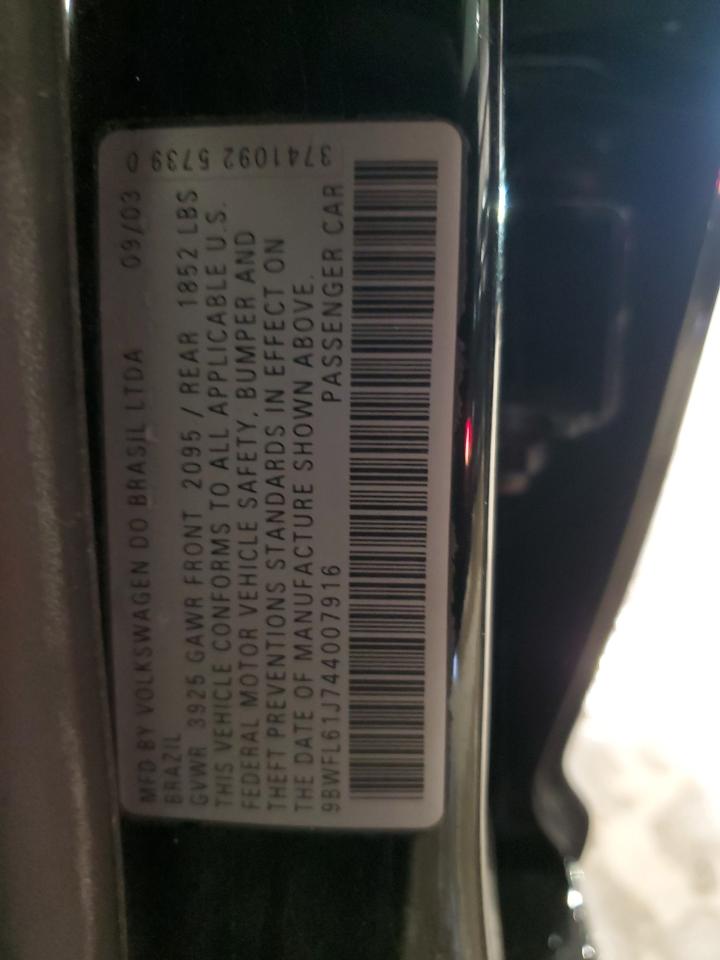 3741092 5739 0
MFD BY VOLKSWAGEN DO BRASIL LTDA 09/03
BRAZIL
GVWR 3925 GAWR FRONT 2095 / REAR 1852 LBS
THIS VEHICLE CONFORMS TO ALL APPLICABLE U.S.
FEDERAL MOTOR VEHICLE SAFETY, BUMPER AND
THEFT PREVENTIONS STANDARDS IN EFFECT ON
THE DATE OF MANUFACTURE SHOWN ABOVE.
9BWFL61J744007916 PASSENGER CAR